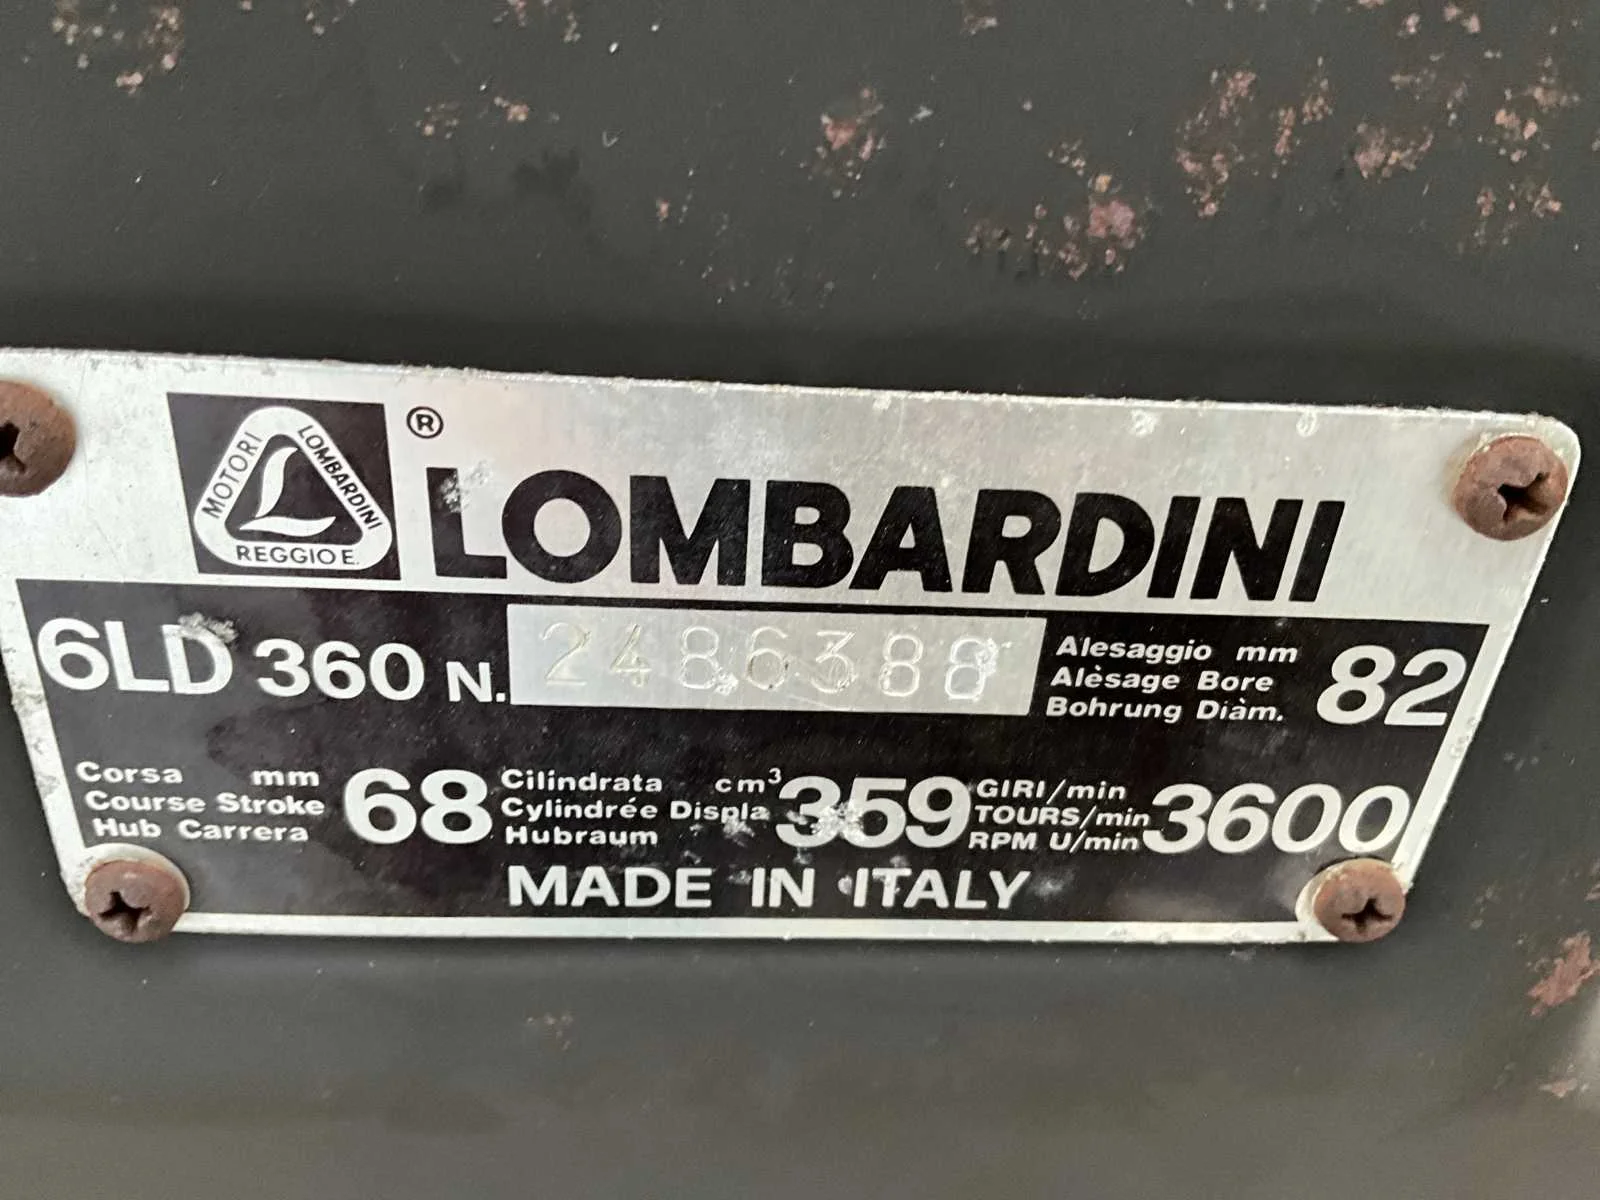 MOTORI LOMBARDINI
REGGIO E.
®
LOMBARDINI
6LD 360 N. 2486388
Alesaggio mm
Alèsage Bore
Bohrung Diàm.
82
Corsa mm
Course Stroke
Hub Carrera
68
Cilindrata cm³
Cylindrée Displa
Hubraum
359
GIRI/min
TOURS/min
RPM U/min
3600
MADE IN ITALY